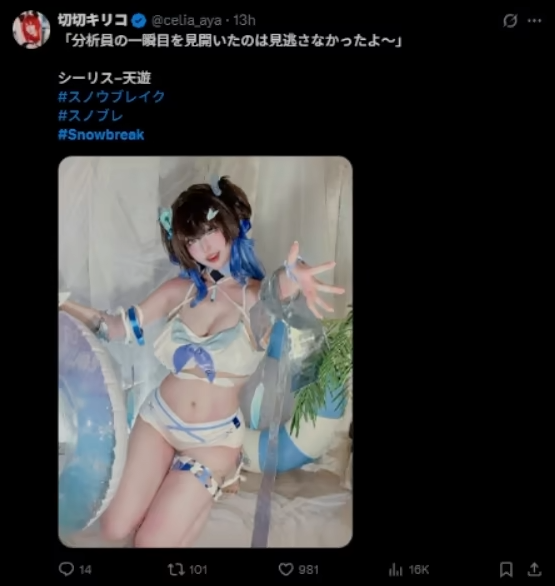 切切キリコ @celia_aya · 13h
「分析員の一瞬目を見開いたのは見逃さなかったよ～」
シーリス–天遊
#スノウブレイク
#スノブレ
#Snowbreak
14 101 981 16K